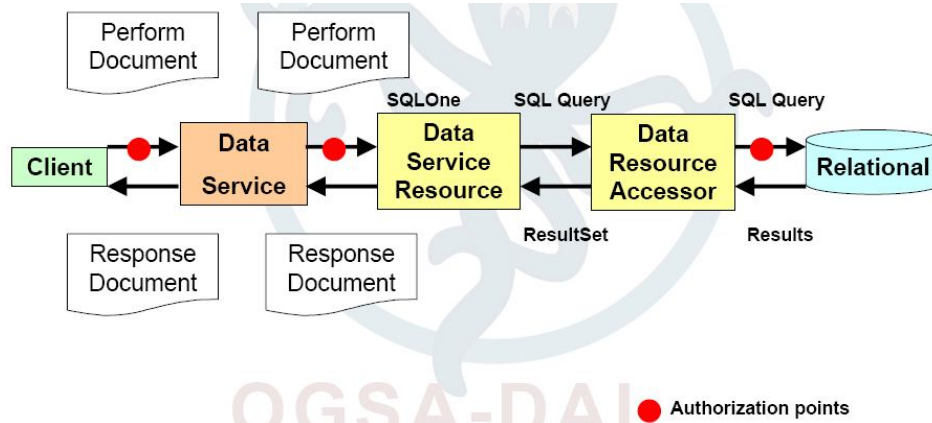 Perform
Document
Perform
Document
SQLOne
SQL Query
SQL Query
Client
Data
Service
Data
Service
Resource
Data
Resource
Accessor
Relational
ResultSet
Results
Response
Document
Response
Document
OGSA-DAI
Authorization points